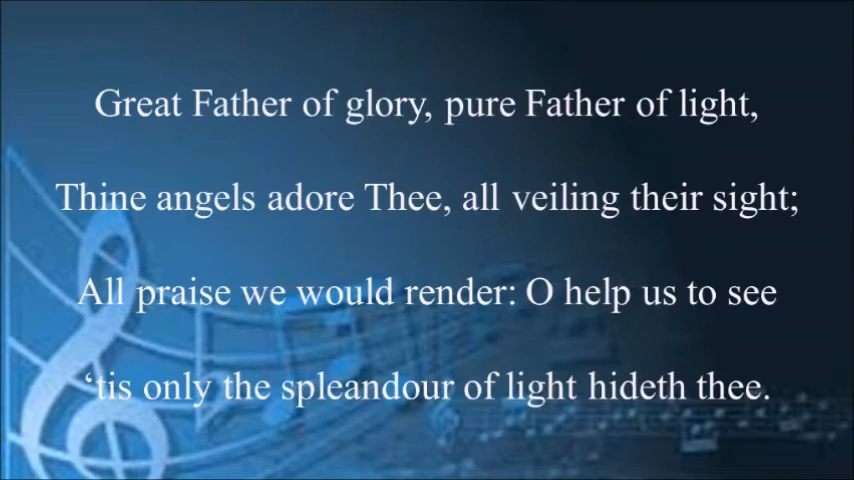 Great Father of glory, pure Father of light,
Thine angels adore Thee, all veiling their sight;
All praise we would render: O help us to see
‘tis only the spleandour of light hideth thee.